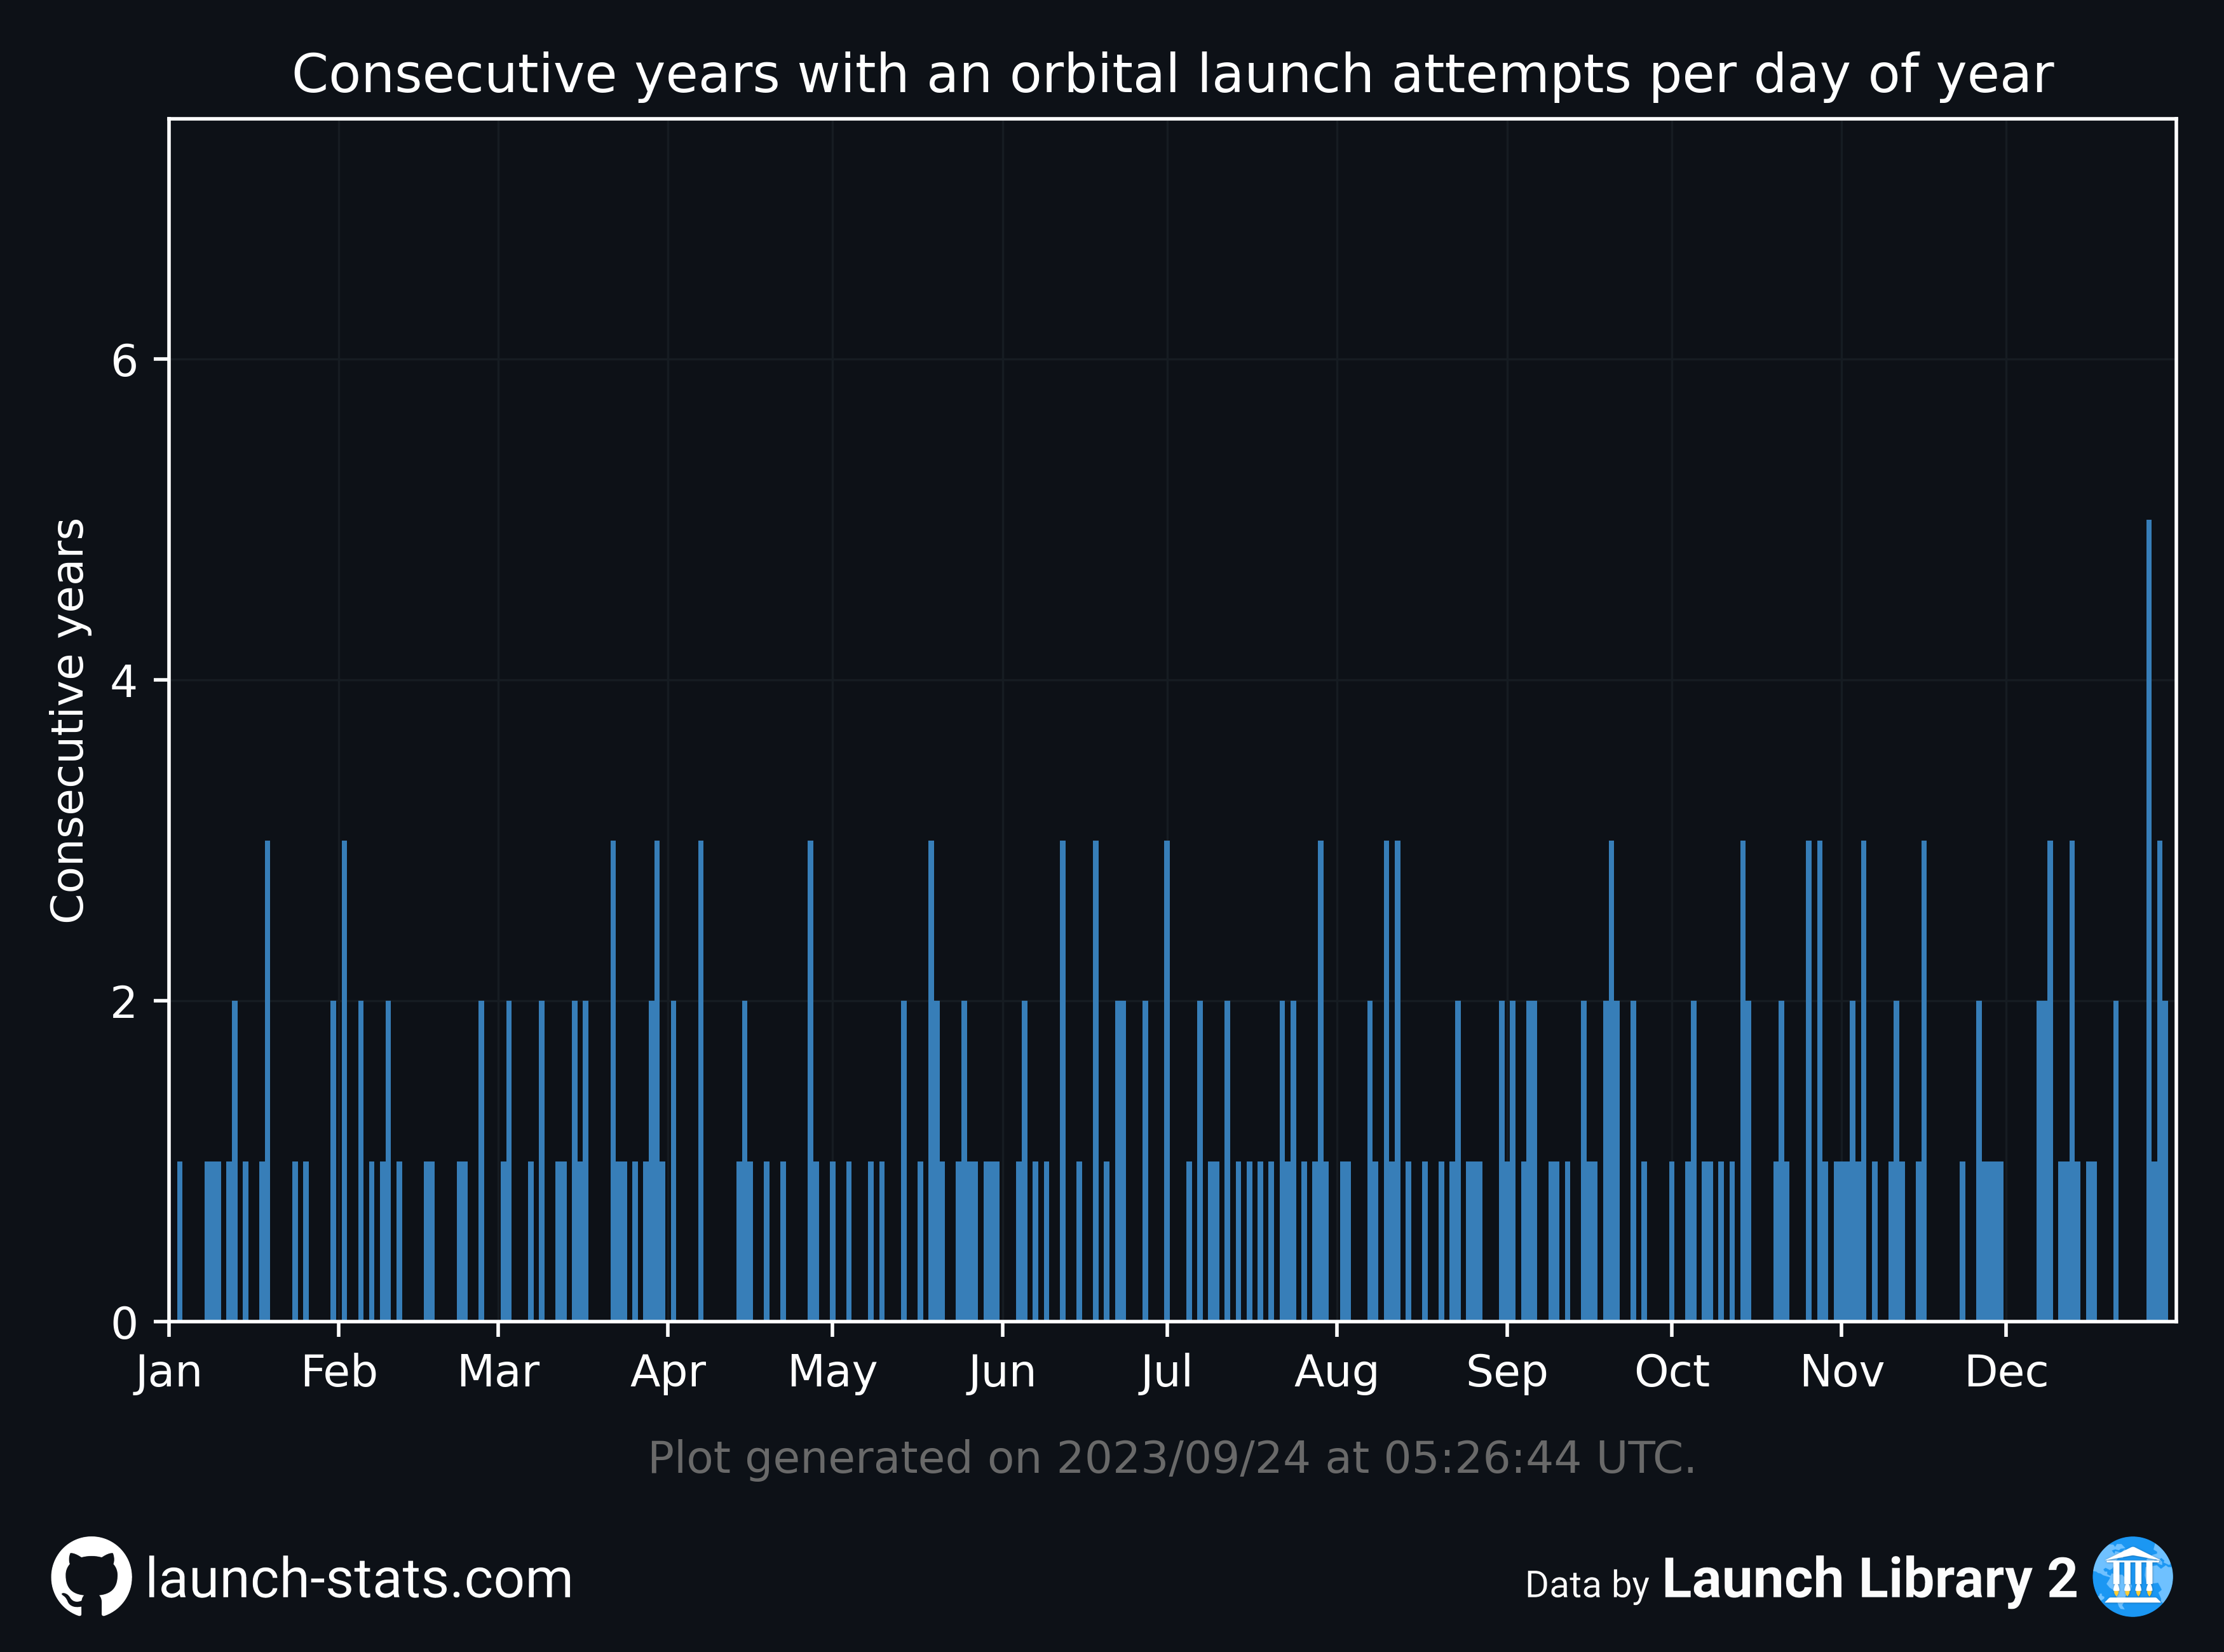 Consecutive years with an orbital launch attempts per day of year
Consecutive years
6
4
2
0
Jan Feb Mar Apr May Jun Jul Aug Sep Oct Nov Dec
Plot generated on 2023/09/24 at 05:26:44 UTC.
launch-stats.com
Data by Launch Library 2